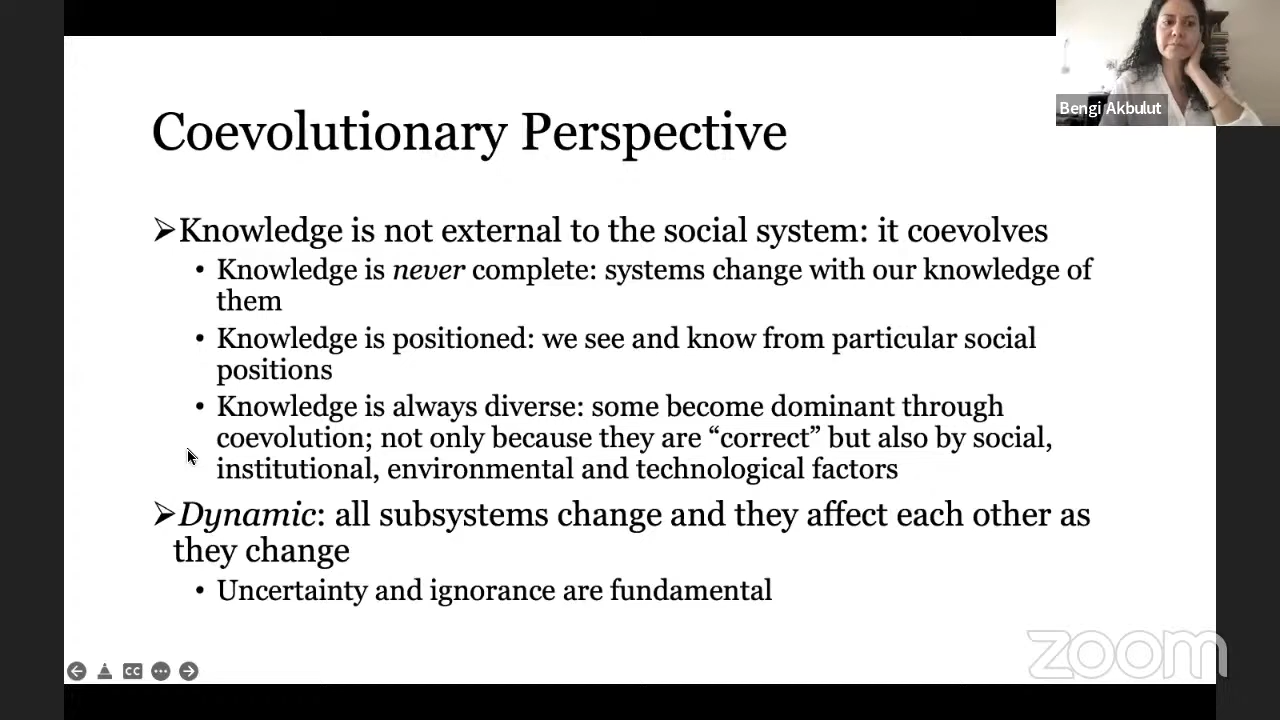 Bengi Akbulut
Coevolutionary Perspective
➢Knowledge is not external to the social system: it coevolves
• Knowledge is never complete: systems change with our knowledge of
them
• Knowledge is positioned: we see and know from particular social
positions
• Knowledge is always diverse: some become dominant through
coevolution; not only because they are “correct” but also by social,
institutional, environmental and technological factors
➢Dynamic: all subsystems change and they affect each other as
they change
• Uncertainty and ignorance are fundamental
CC
zoom